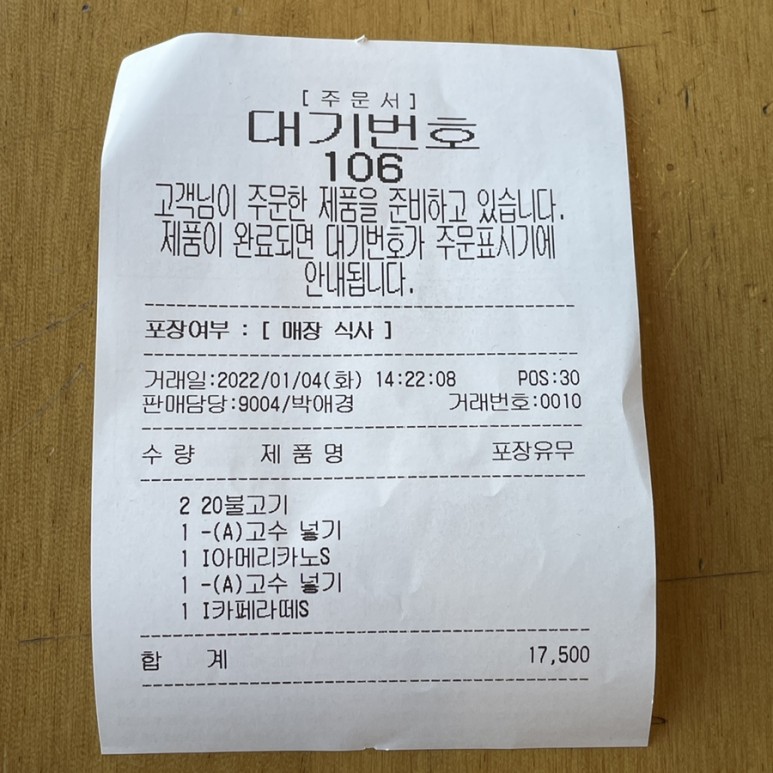 [주문서]
대기번호
106
고객님이 주문한 제품을 준비하고 있습니다.
제품이 완료되면 대기번호가 주문표시기에
안내됩니다.
포장여부 : [ 매장 식사 ]
거래일:2022/01/04(화) 14:22:08 POS:30
판매담당:9004/박애경 거래번호:0010
수 량 제 품 명 포장유무
2 20불고기
1 -(A)고수 넣기
1 I아메리카노S
1 -(A)고수 넣기
1 I카페라떼S
합 계 17,500